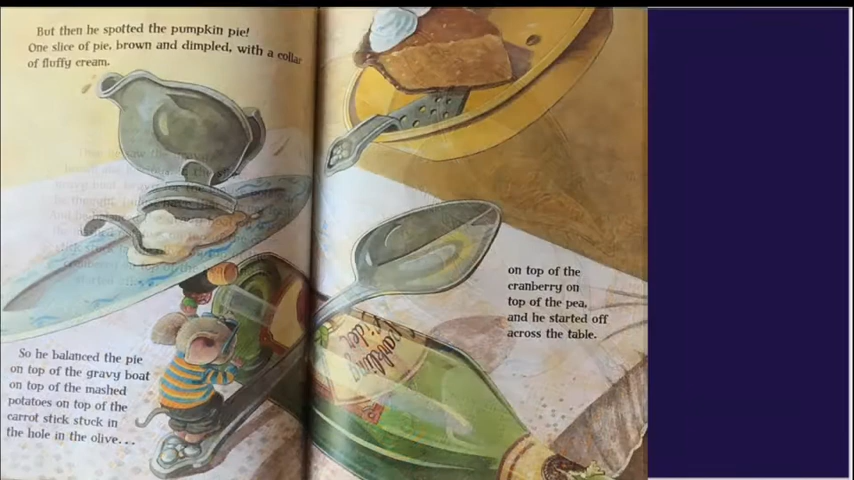 But then he spotted the pumpkin pie!
One slice of pie, brown and dimpled, with a collar
of fluffy cream.
So he balanced the pie
on top of the gravy boat
on top of the mashed
potatoes on top of the
carrot stick stuck in
the hole in the olive...
on top of the
cranberry on
top of the pea,
and he started off
across the table.
Sparkling
Cider